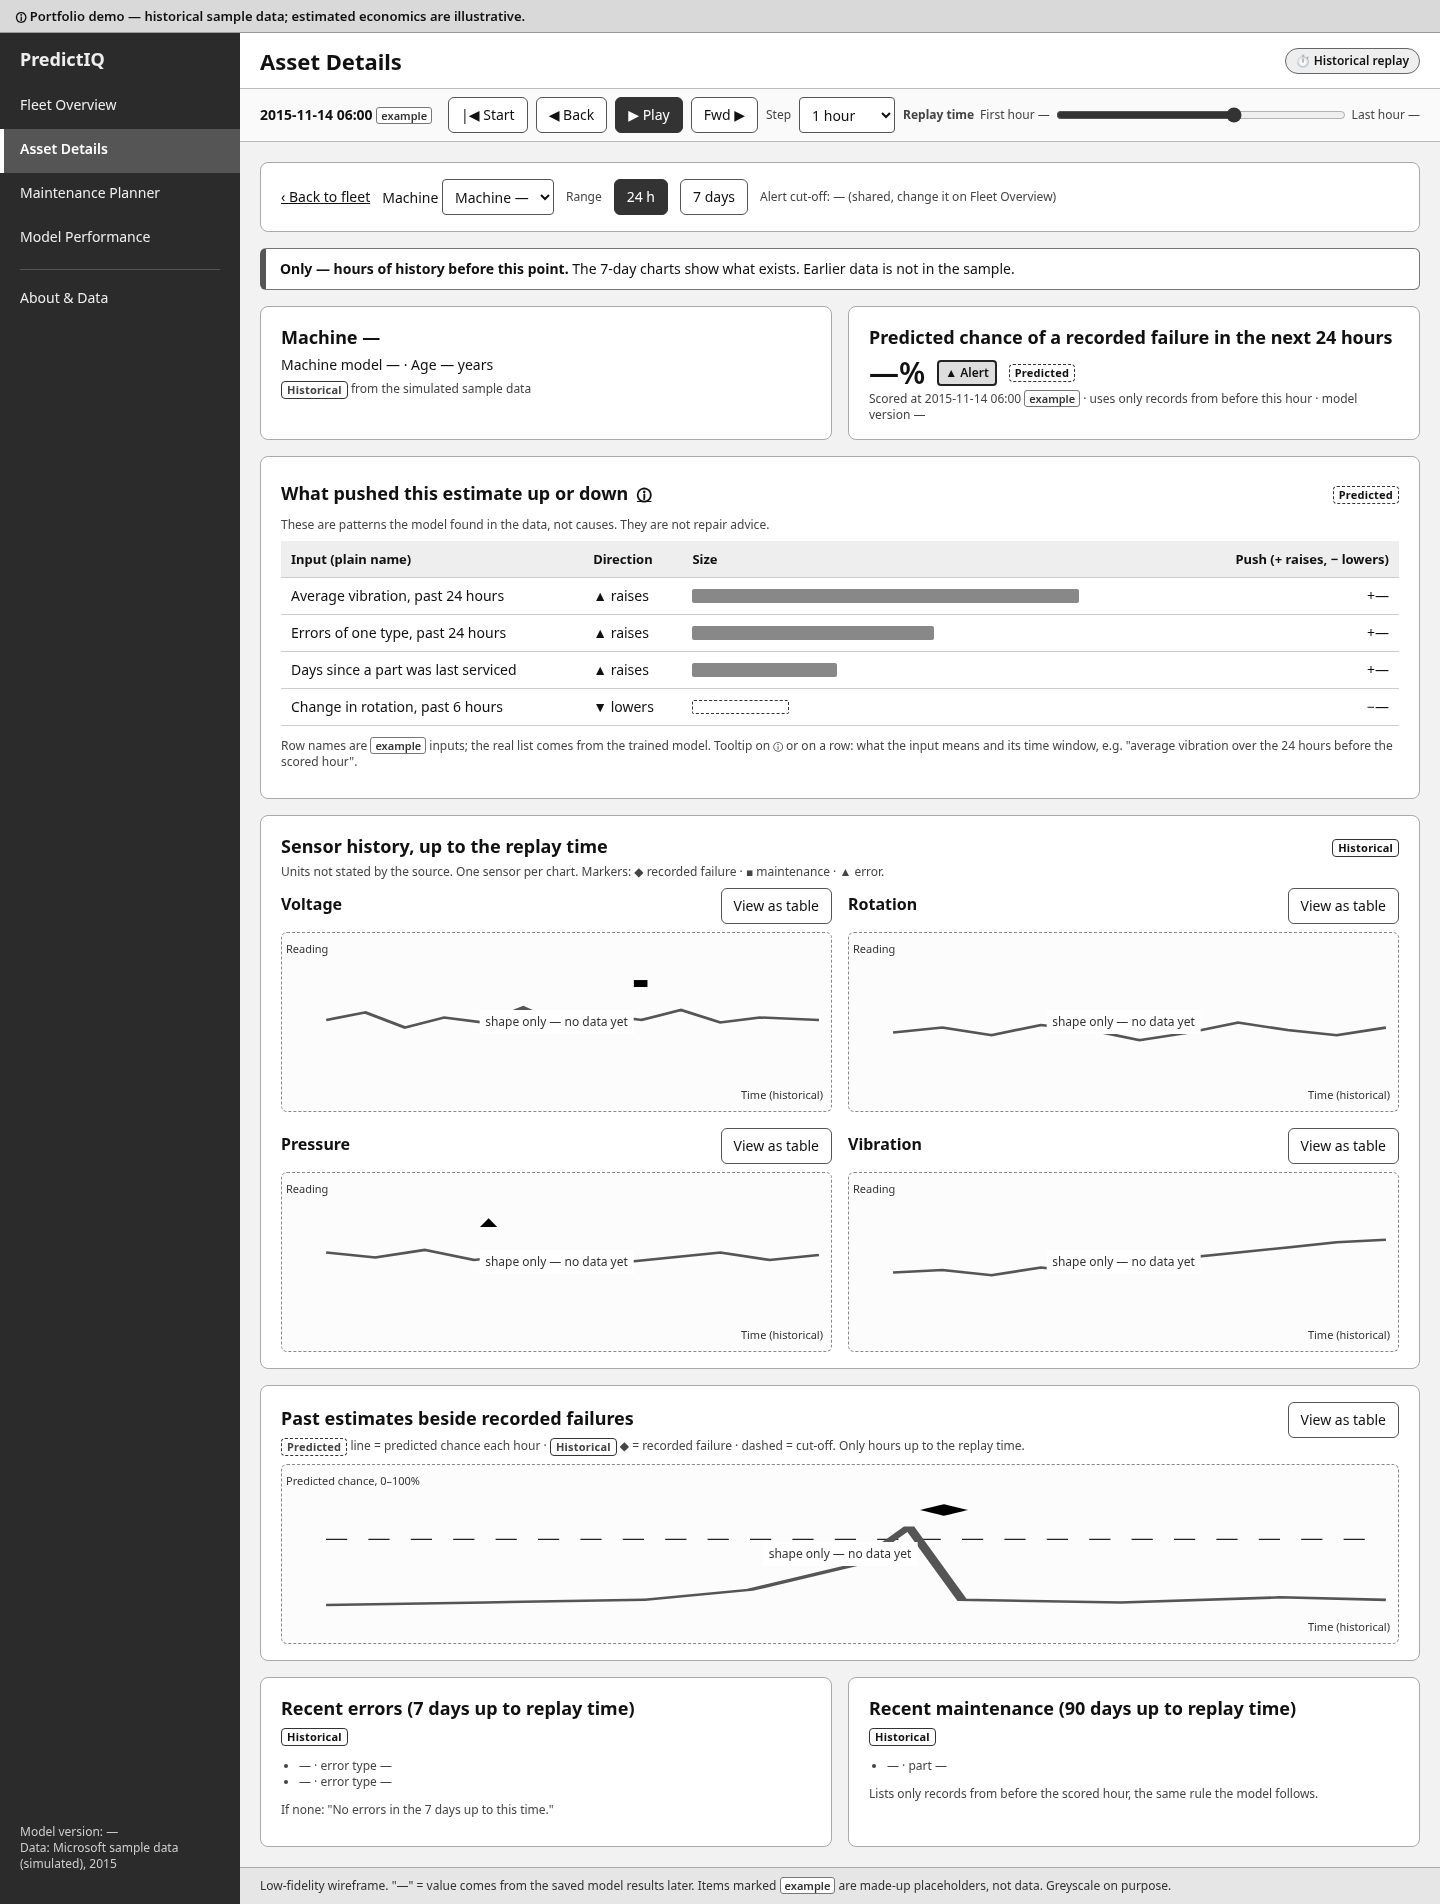 ⓘ Portfolio demo — historical sample data; estimated economics are illustrative.
PredictIQ
Fleet Overview
Asset Details
Maintenance Planner
Model Performance
About & Data
Model version: —
Data: Microsoft sample data
(simulated), 2015
Asset Details
⏱ Historical replay
2015-11-14 06:00 example |◀ Start ◀ Back ▶ Play Fwd ▶ Step 1 hour Replay time First hour — Last hour —
‹ Back to fleet Machine Machine — Range 24 h 7 days Alert cut-off: — (shared, change it on Fleet Overview)
Only — hours of history before this point. The 7-day charts show what exists. Earlier data is not in the sample.
Machine —
Machine model — · Age — years
Historical from the simulated sample data
Predicted chance of a recorded failure in the next 24 hours
—% ▲ Alert Predicted
Scored at 2015-11-14 06:00 example · uses only records from before this hour · model
version —
What pushed this estimate up or down ⓘ
Predicted
These are patterns the model found in the data, not causes. They are not repair advice.
Input (plain name) Direction Size Push (+ raises, − lowers)
Average vibration, past 24 hours ▲ raises +—
Errors of one type, past 24 hours ▲ raises +—
Days since a part was last serviced ▲ raises +—
Change in rotation, past 6 hours ▼ lowers −—
Row names are example inputs; the real list comes from the trained model. Tooltip on ⓘ or on a row: what the input means and its time window, e.g. "average vibration over the 24 hours before the
scored hour".
Sensor history, up to the replay time
Historical
Units not stated by the source. One sensor per chart. Markers: ◆ recorded failure · ■ maintenance · ▲ error.
Voltage View as table
Reading
shape only — no data yet
Time (historical)
Rotation View as table
Reading
shape only — no data yet
Time (historical)
Pressure View as table
Reading
shape only — no data yet
Time (historical)
Vibration View as table
Reading
shape only — no data yet
Time (historical)
Past estimates beside recorded failures
View as table
Predicted line = predicted chance each hour · Historical ◆ = recorded failure · dashed = cut-off. Only hours up to the replay time.
Predicted chance, 0–100%
shape only — no data yet
Time (historical)
Recent errors (7 days up to replay time)
Historical
• — · error type —
• — · error type —
If none: "No errors in the 7 days up to this time."
Recent maintenance (90 days up to replay time)
Historical
• — · part —
Lists only records from before the scored hour, the same rule the model follows.
Low-fidelity wireframe. "—" = value comes from the saved model results later. Items marked example are made-up placeholders, not data. Greyscale on purpose.